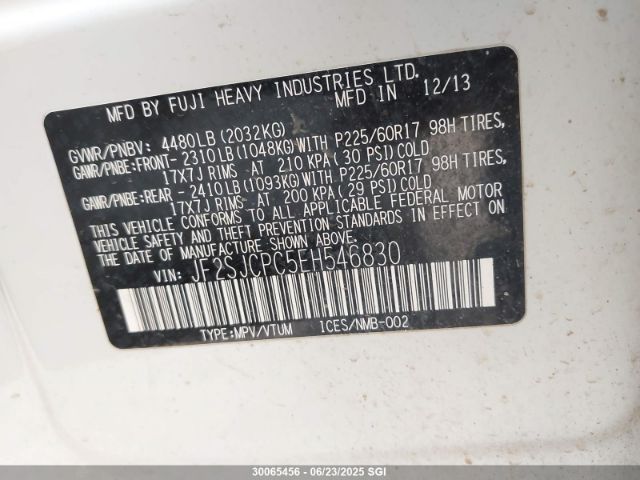 MFD BY FUJI HEAVY INDUSTRIES LTD.
MFD IN 12/13
GVWR/PNBV: 4480LB (2032KG)
GAWR/PNBE:FRONT- 2310LB (1048KG) WITH P225/60R17 98H TIRES,
17X7J RIMS AT 210 KPA (30 PSI) COLD
GAWR/PNBE:REAR - 2410LB (1093KG) WITH P225/60R17 98H TIRES,
17X7J RIMS AT 200 KPA (29 PSI) COLD
THIS VEHICLE CONFORMS TO ALL APPLICABLE FEDERAL MOTOR
VEHICLE SAFETY AND THEFT PREVENTION STANDARDS IN EFFECT ON
THE DATE OF MANUFACTURE SHOWN ABOVE.
VIN: JF2SJCPC5EH546830
TYPE:MPV/VTUM ICES/NMB-002
30065456 - 06/23/2025 SGI